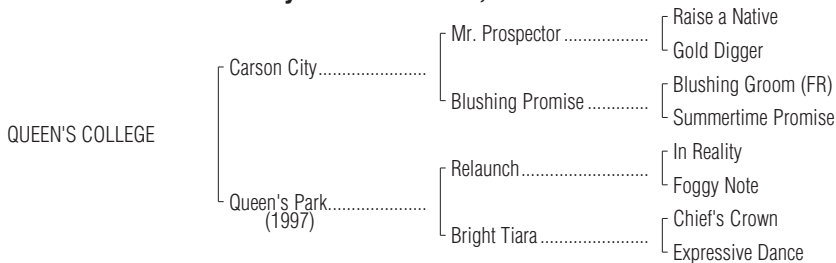 Raise a Native
Mr. Prospector
Gold Digger
Carson City
Blushing Groom (FR)
Blushing Promise
Summertime Promise
QUEEN'S COLLEGE
In Reality
Relaunch
Foggy Note
Queen's Park
(1997)
Chief's Crown
Bright Tiara
Expressive Dance